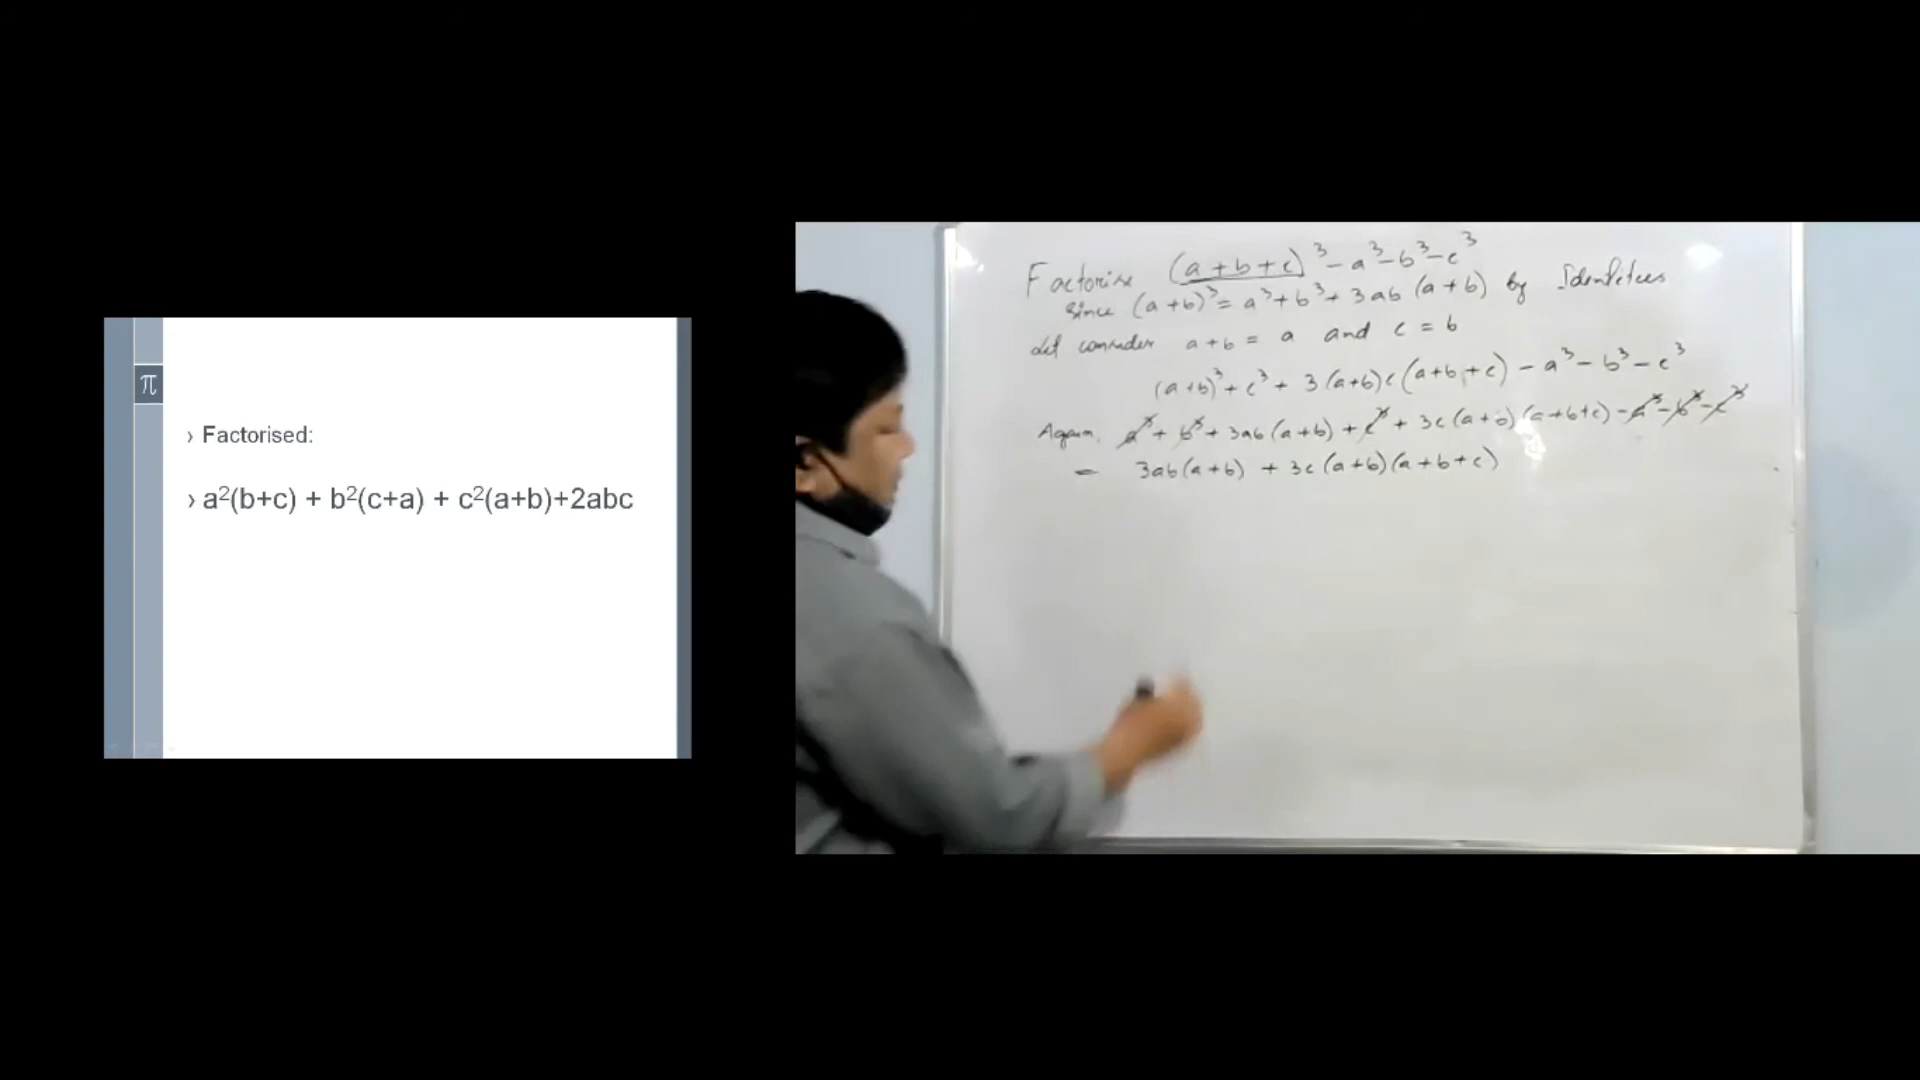 π
› Factorised:
› a²(b+c) + b²(c+a) + c²(a+b)+2abc
Factorise (a+b+c)³ - a³ - b³ - c³
Since (a+b)³ = a³ + b³ + 3ab (a+b) by Identitees
Let consider a+b = a and c = b
(a+b)³ + c³ + 3(a+b)c(a+b+c) - a³ - b³ - c³
Again, a³ + b³ + 3ab(a+b) + c³ + 3c(a+b)(a+b+c) - a³ - b³ - c³
= 3ab(a+b) + 3c(a+b)(a+b+c)